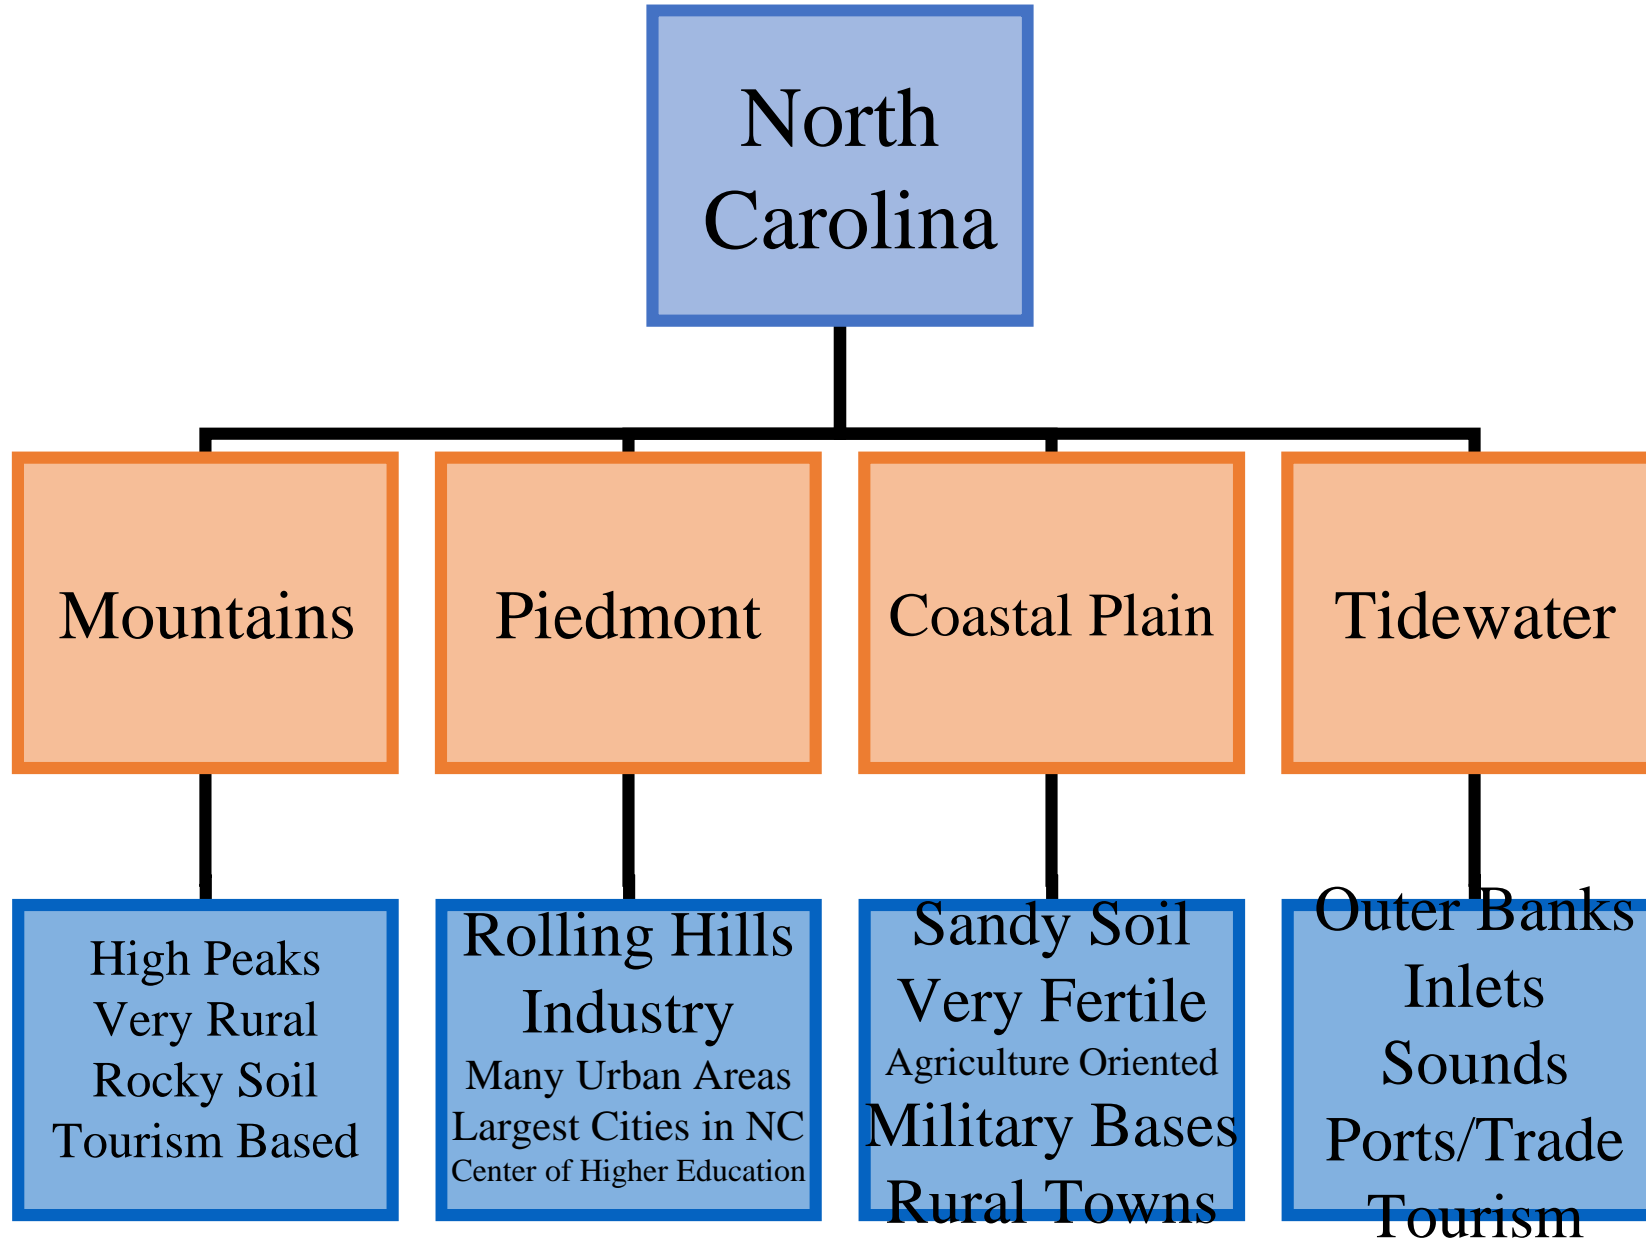 North
Carolina
Mountains
Piedmont
Coastal Plain
Tidewater
High Peaks
Very Rural
Rocky Soil
Tourism Based
Rolling Hills
Industry
Many Urban Areas
Largest Cities in NC
Center of Higher Education
Sandy Soil
Very Fertile
Agriculture Oriented
Military Bases
Rural Towns
Outer Banks
Inlets
Sounds
Ports/Trade
Tourism